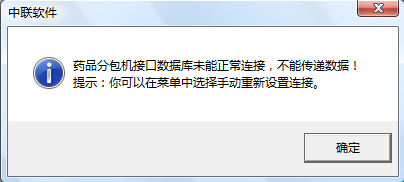 中联软件
药品分包机接口数据库未能正常连接，不能传递数据！
提示：你可以在菜单中选择手动重新设置连接。
确定